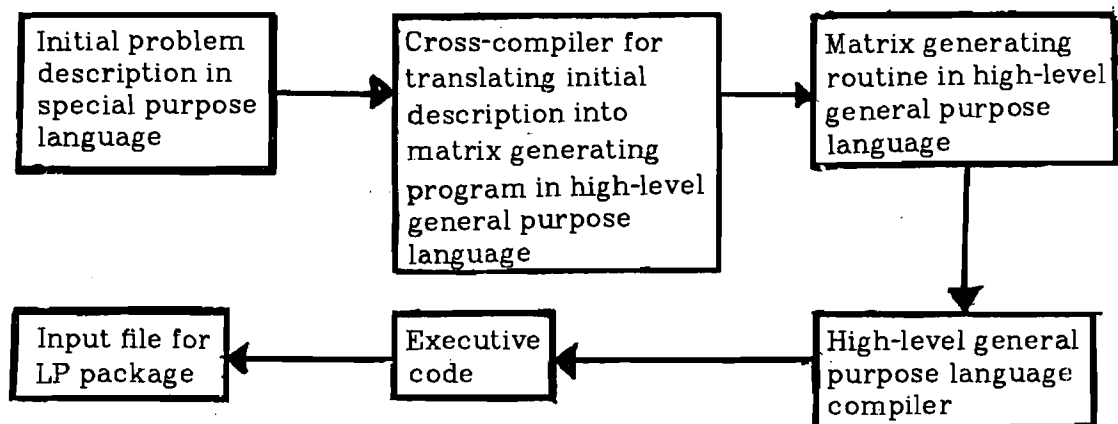 Initial problem
description in
special purpose
language
Cross-compiler for
translating initial
description into
matrix generating
program in high-level
general purpose
language
Matrix generating
routine in high-level
general purpose
language
High-level general
purpose language
compiler
Executive
code
Input file for
LP package